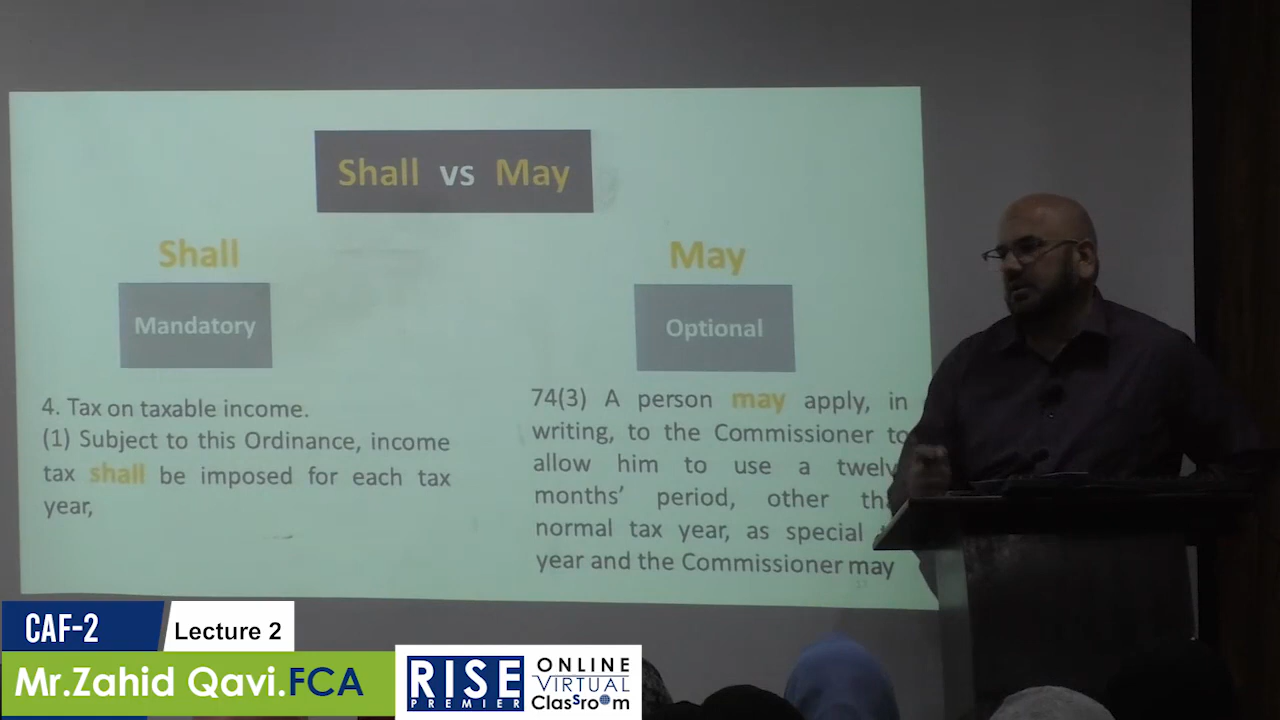 Shall vs May
Shall
Mandatory
4. Tax on taxable income.
(1) Subject to this Ordinance, income
tax shall be imposed for each tax
year,
May
Optional
74(3) A person may apply, in
writing, to the Commissioner to
allow him to use a
months’ period, other
normal tax year, as special
year and the Commissioner may
CAF-2
Lecture 2
Mr.Zahid Qavi.FCA
RISE
PREMIER
ONLINE
VIRTUAL
Classroom